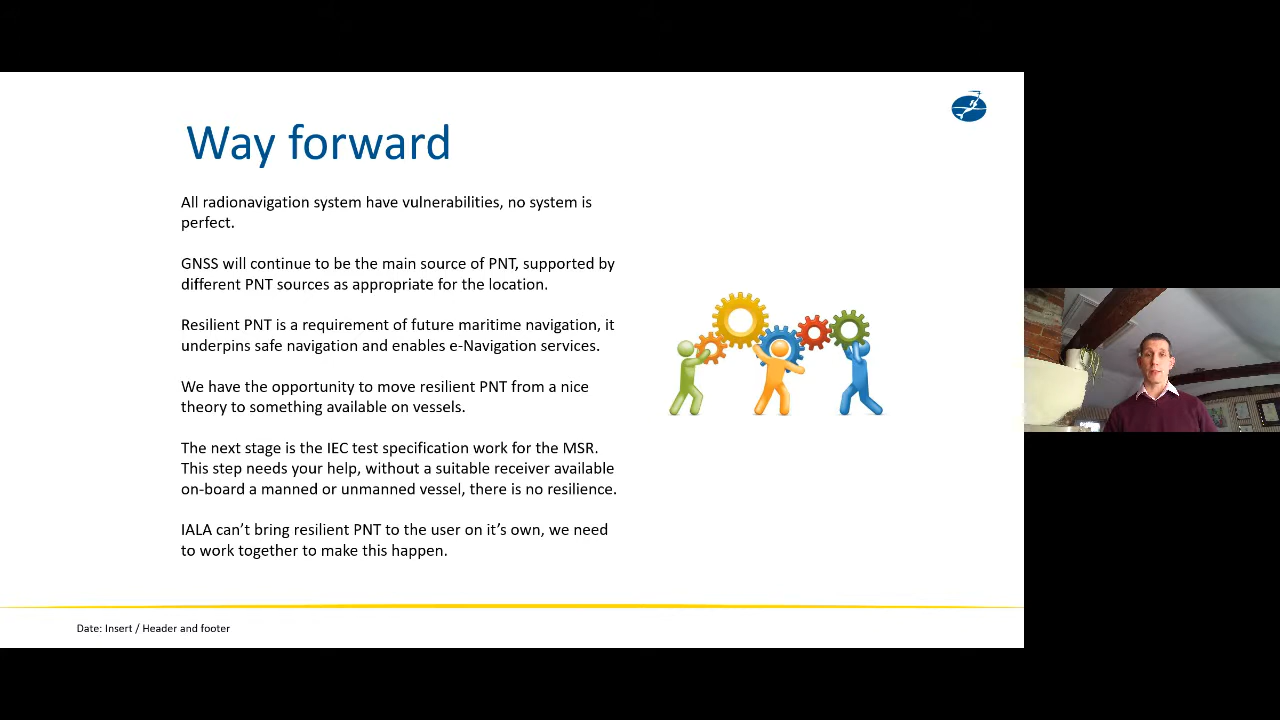 Way forward
All radionavigation system have vulnerabilities, no system is
perfect.
GNSS will continue to be the main source of PNT, supported by
different PNT sources as appropriate for the location.
Resilient PNT is a requirement of future maritime navigation, it
underpins safe navigation and enables e-Navigation services.
We have the opportunity to move resilient PNT from a nice
theory to something available on vessels.
The next stage is the IEC test specification work for the MSR.
This step needs your help, without a suitable receiver available
on-board a manned or unmanned vessel, there is no resilience.
IALA can’t bring resilient PNT to the user on it’s own, we need
to work together to make this happen.
Date: Insert / Header and footer